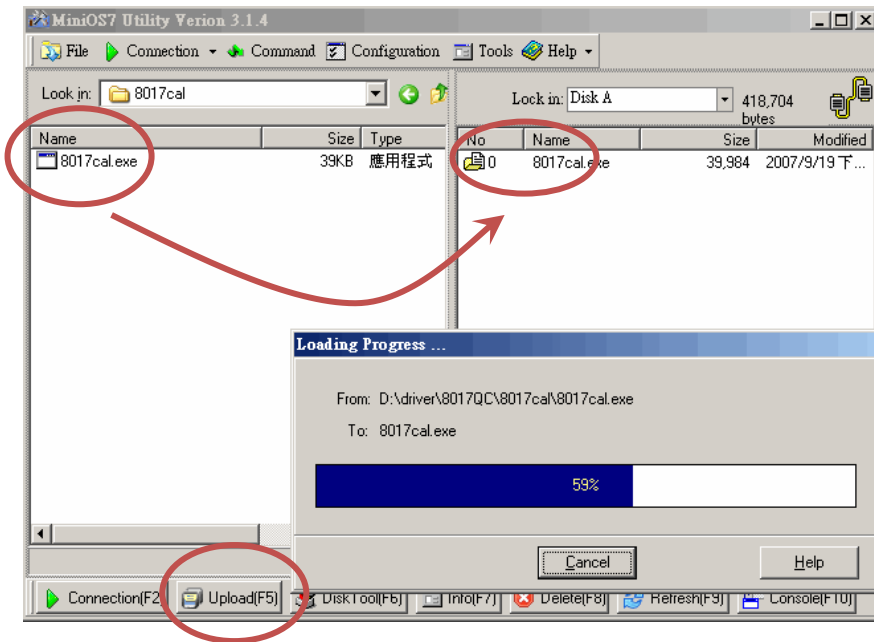 MiniOS7 Utility Verion 3.1.4
File Connection Command Configuration Tools Help
Look in: 8017cal
Lock in: Disk A
418,704 bytes
Name Size Type
8017cal.exe 39KB 應用程式
No Name Size Modified
0 8017cal.exe 39,984 2007/9/19 下...
Loading Progress ...
From: D:\driver\8017QC\8017cal\8017cal.exe
To: 8017cal.exe
59%
Cancel Help
Connection(F2 Upload(F5) DiskTool(F6) Info(F7) Delete(F8) Refresh(F9) Console(F10)